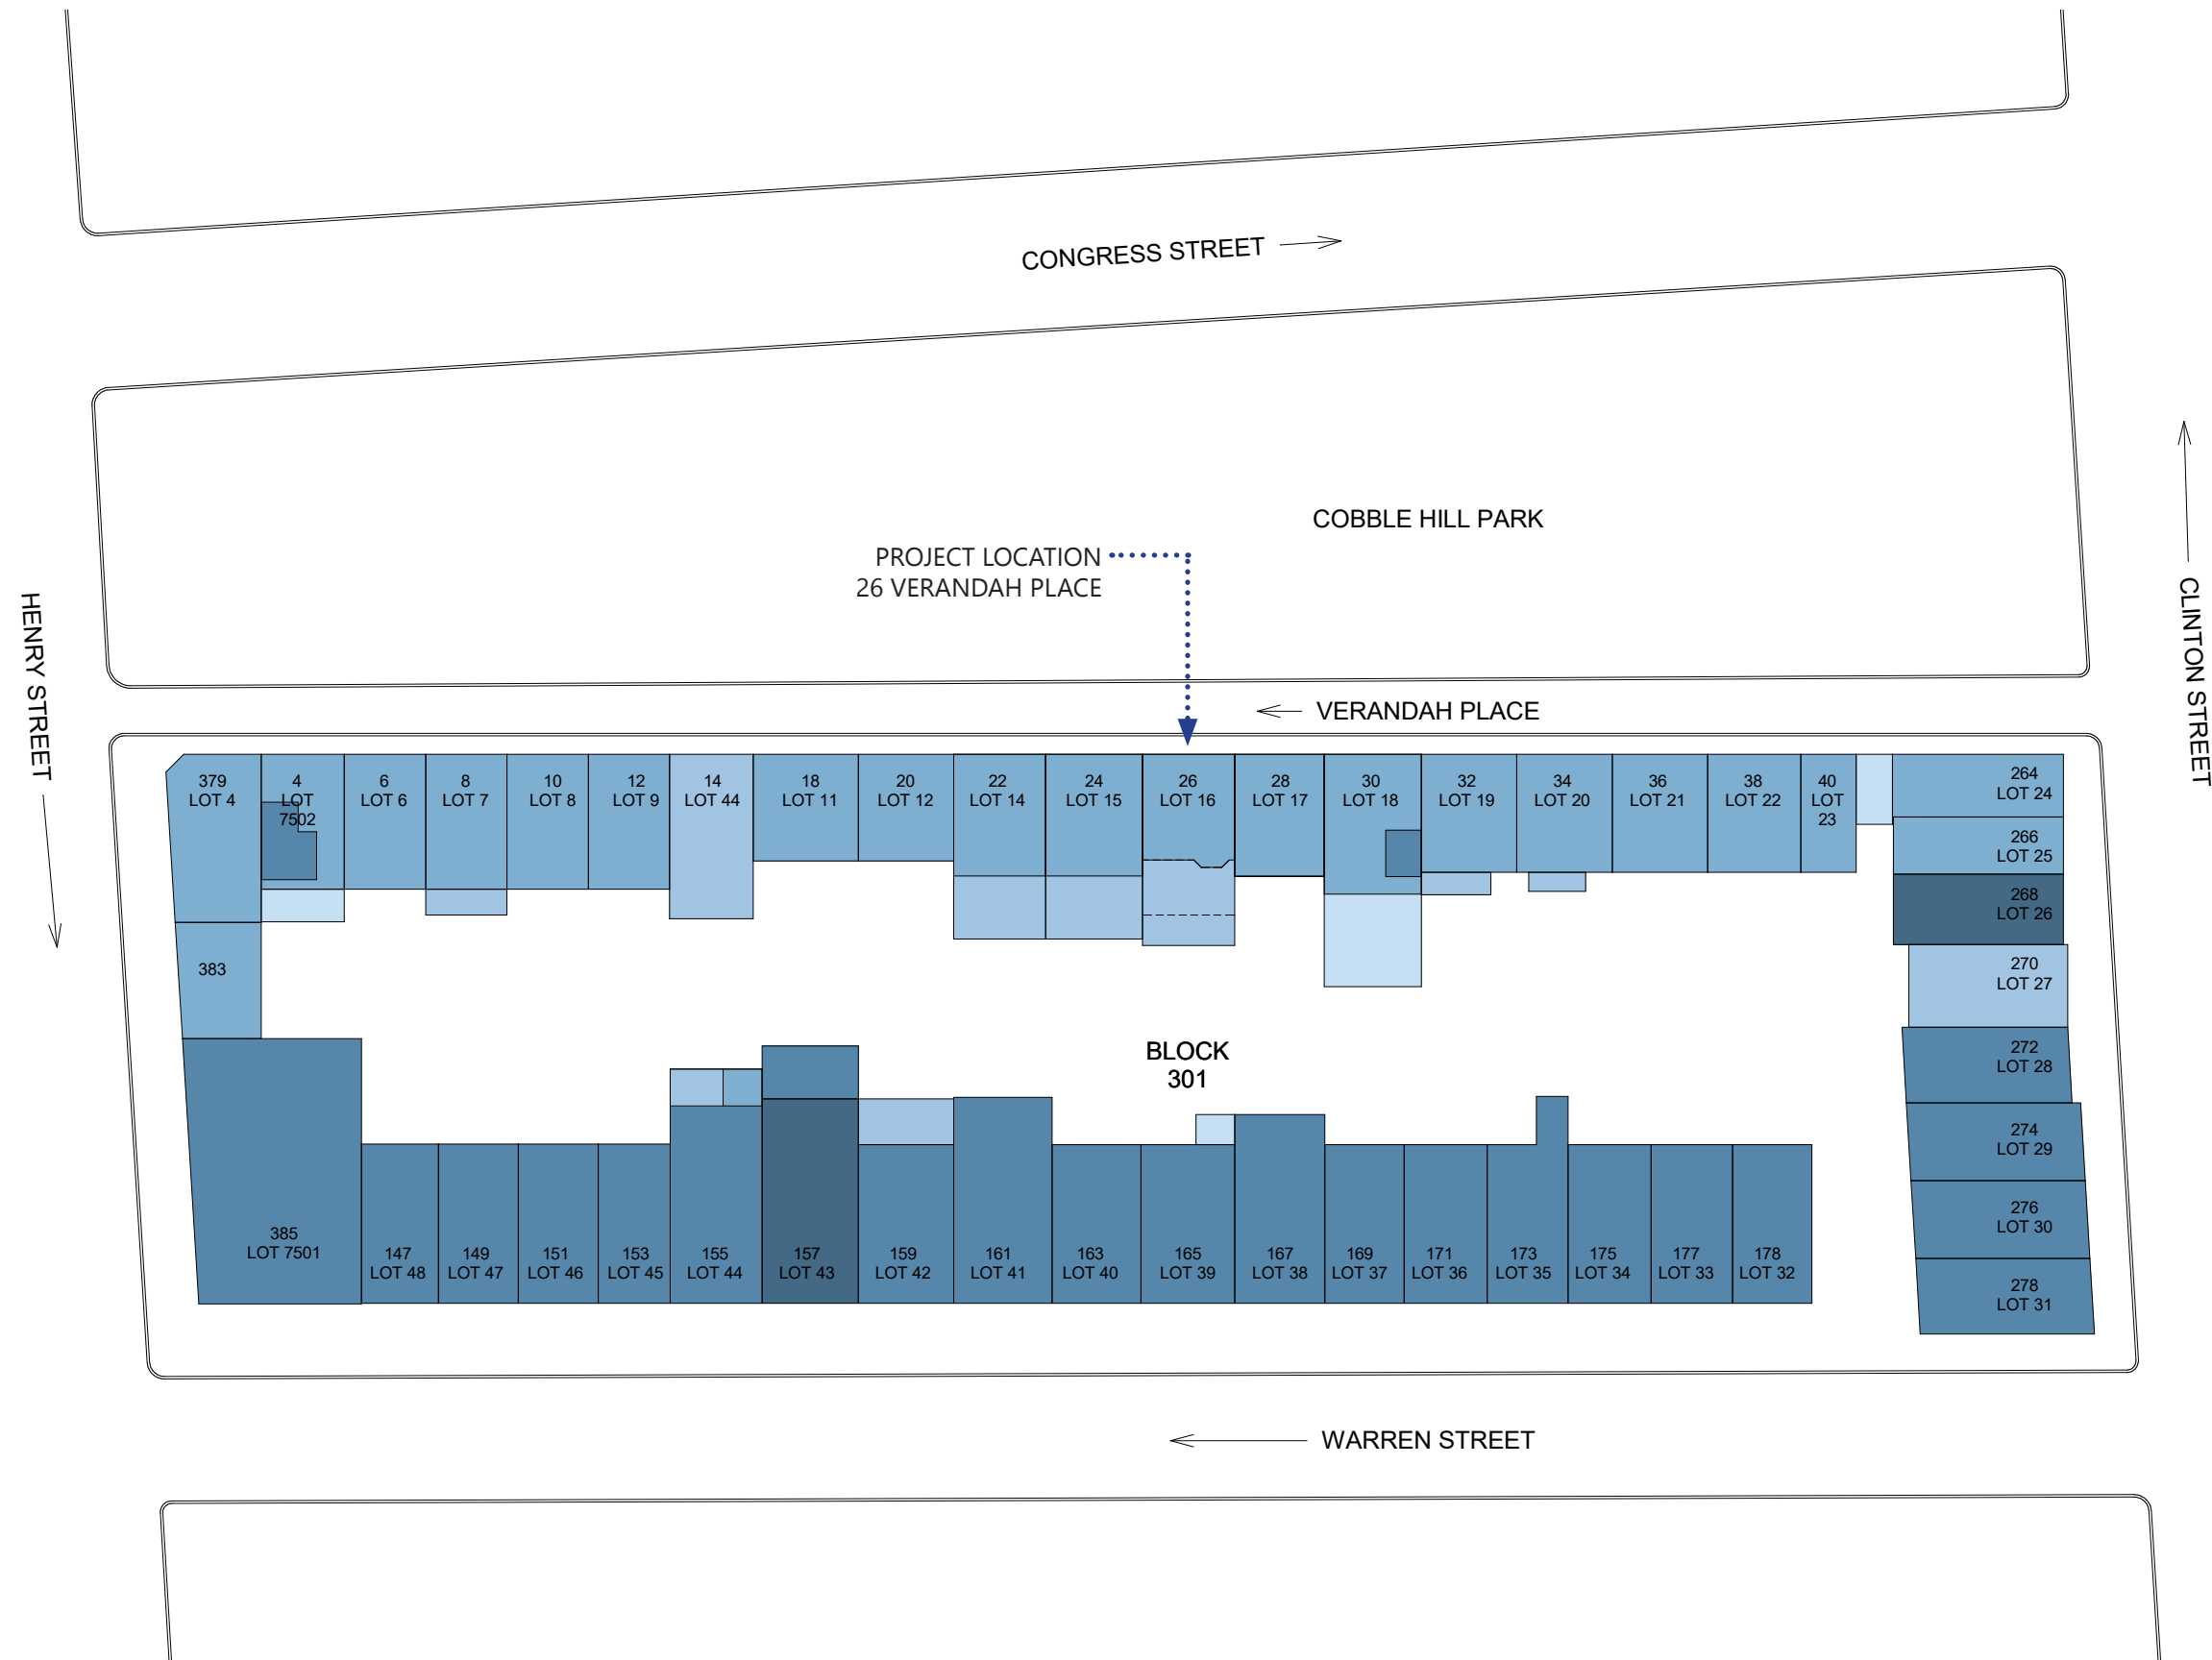 CONGRESS STREET
COBBLE HILL PARK
PROJECT LOCATION
26 VERANDAH PLACE
HENRY STREET
CLINTON STREET
VERANDAH PLACE
379
LOT 4
4
LOT
7502
6
LOT 6
8
LOT 7
10
LOT 8
12
LOT 9
14
LOT 44
18
LOT 11
20
LOT 12
22
LOT 14
24
LOT 15
26
LOT 16
28
LOT 17
30
LOT 18
32
LOT 19
34
LOT 20
36
LOT 21
38
LOT 22
40
LOT
23
264
LOT 24
266
LOT 25
268
LOT 26
270
LOT 27
272
LOT 28
274
LOT 29
276
LOT 30
278
LOT 31
383
BLOCK
301
385
LOT 7501
147
LOT 48
149
LOT 47
151
LOT 46
153
LOT 45
155
LOT 44
157
LOT 43
159
LOT 42
161
LOT 41
163
LOT 40
165
LOT 39
167
LOT 38
169
LOT 37
171
LOT 36
173
LOT 35
175
LOT 34
177
LOT 33
178
LOT 32
WARREN STREET